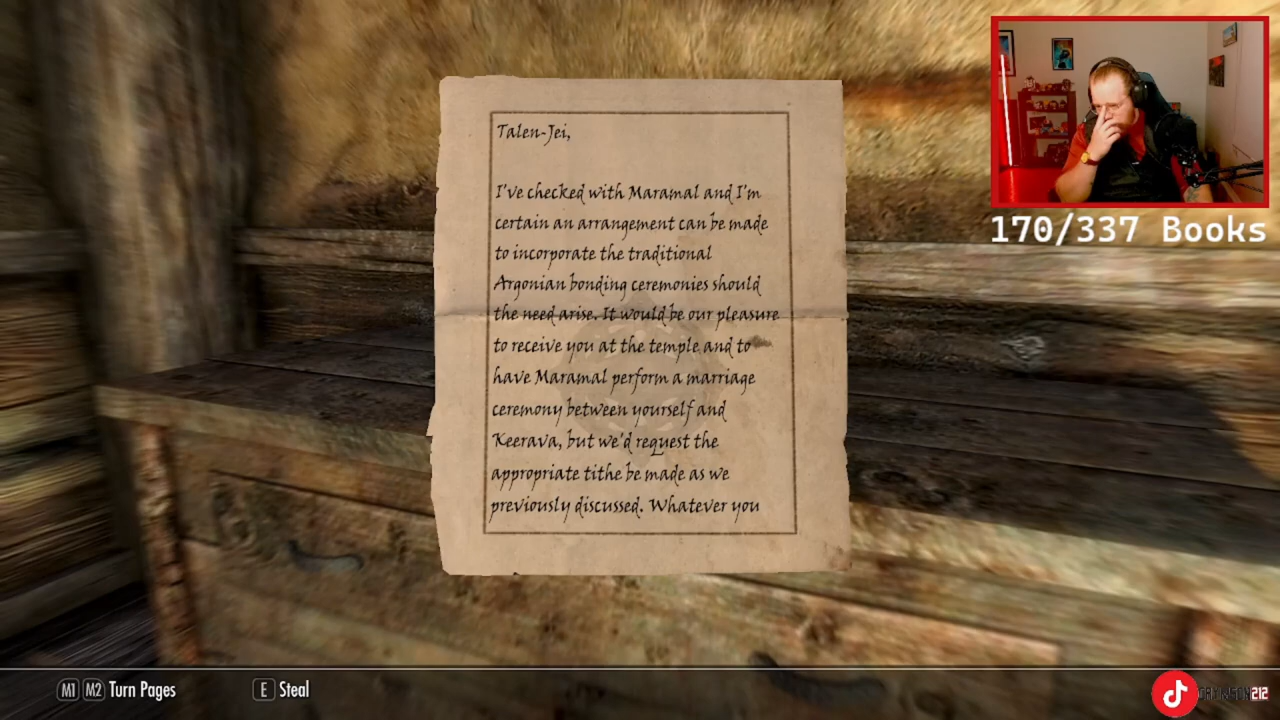 Talen-Jei,
I've checked with Maramal and I'm
certain an arrangement can be made
to incorporate the traditional
Argonian bonding ceremonies should
the need arise. It would be our pleasure
to receive you at the temple and to
have Maramal perform a marriage
ceremony between yourself and
Keerava, but we'd request the
appropriate tithe be made as we
previously discussed. Whatever you
170/337 Books
M1 M2 Turn Pages
E Steal
212